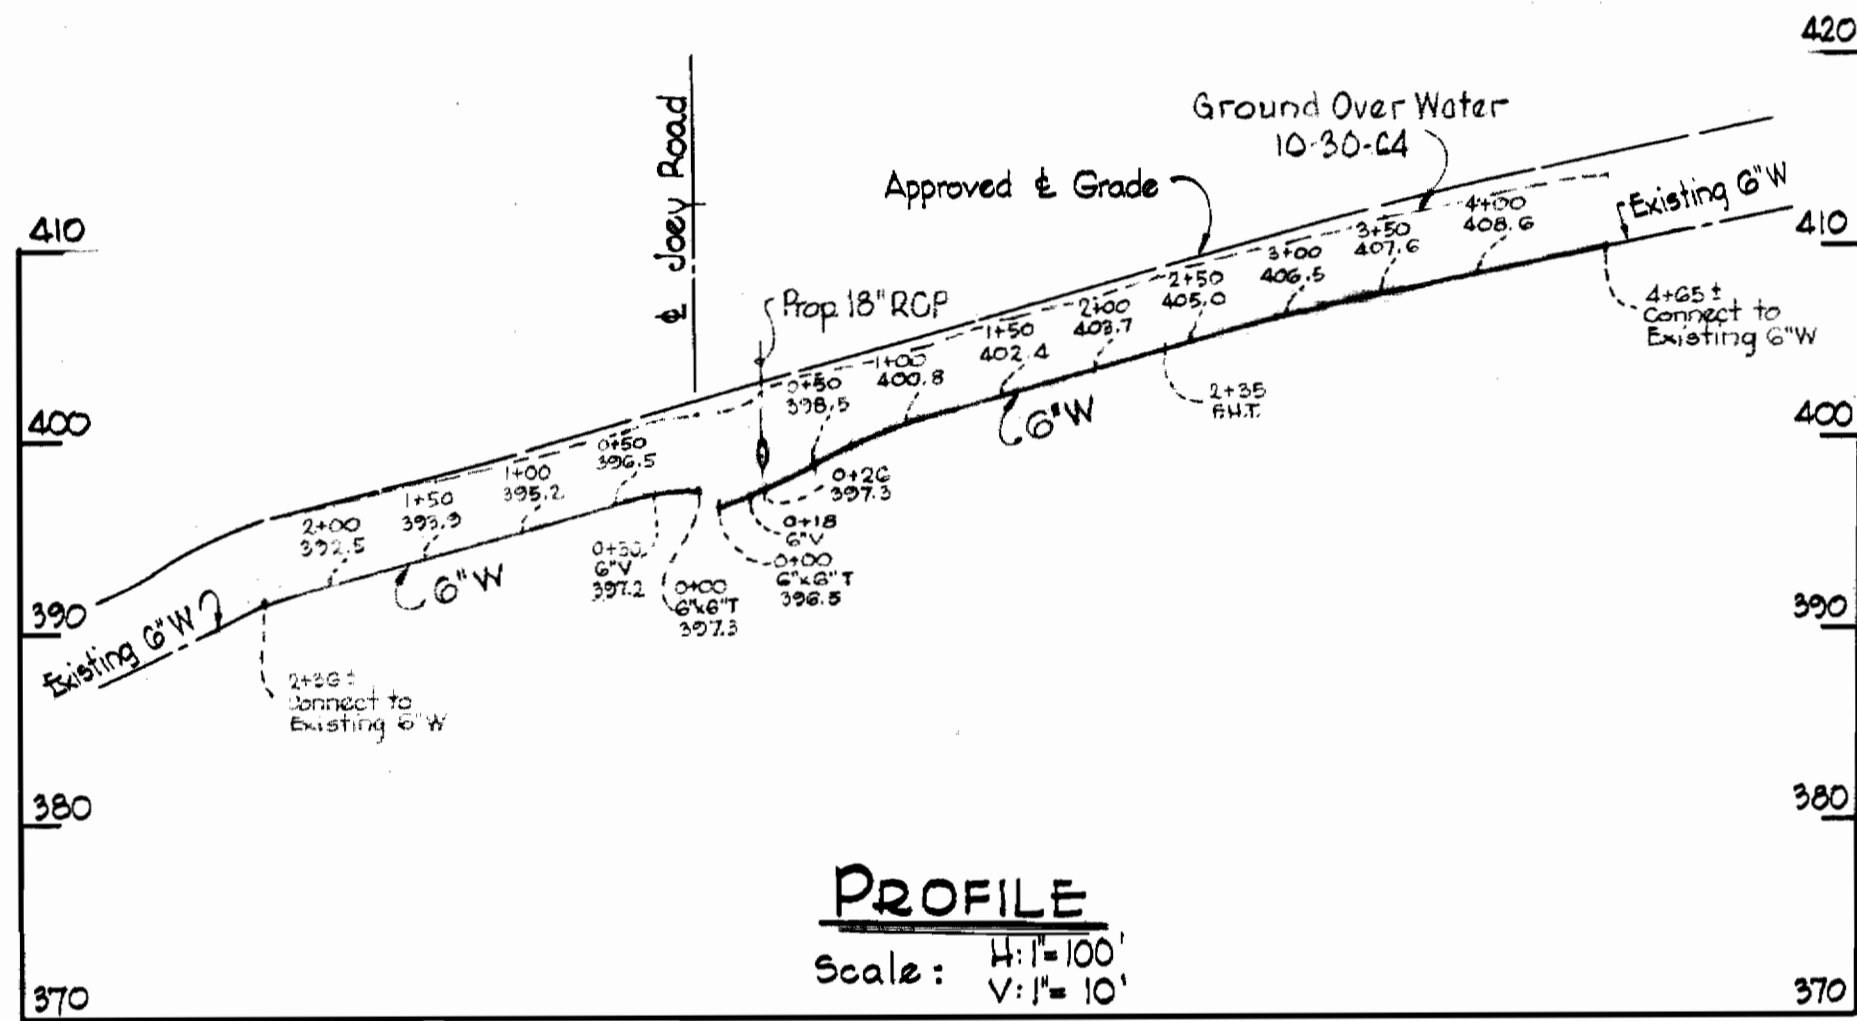 420
Ground Over Water
10-30-64
Approved ℄ Grade
℄ Joey Road
Existing 6"W
410
410
Prop. 18" RCP
4+00
408.6
3+50
407.6
3+00
406.5
2+50
405.0
2+00
403.7
1+50
402.4
1+00
400.8
0+50
398.5
4+65±
Connect to
Existing 6"W
2+35
F.H.T.
6"W
400
400
0+50
396.5
1+00
395.2
1+50
393.9
2+00
392.5
0+26
397.3
0+18
6"V
0+00
6"x6"T
396.5
0+30
6"V
397.2
0+00
6"x6"T
397.3
6"W
390
390
Existing 6"W
2+36±
Connect to
Existing 6"W
380
380
PROFILE
Scale: H: 1"=100'
V: 1"= 10'
370
370